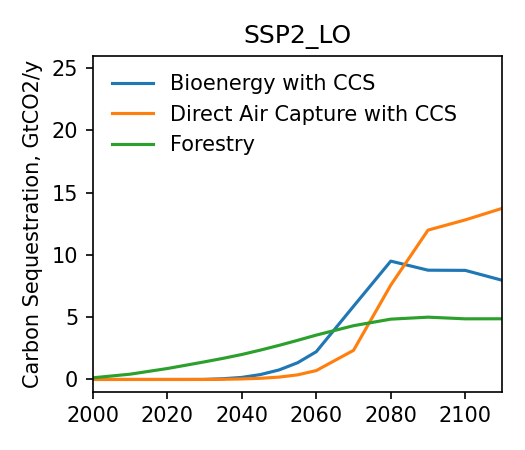 SSP2_LO
Carbon Sequestration, GtCO2/y
25
20
15
10
5
0
Bioenergy with CCS
Direct Air Capture with CCS
Forestry
2000 2020 2040 2060 2080 2100